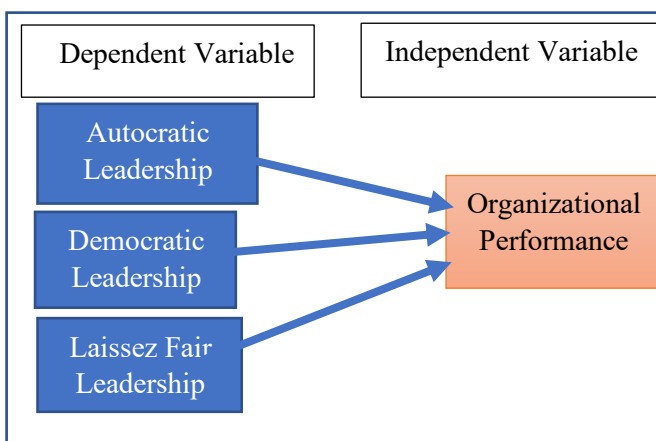 Dependent Variable
Independent Variable
Autocratic
Leadership
Democratic
Leadership
Laissez Fair
Leadership
Organizational
Performance